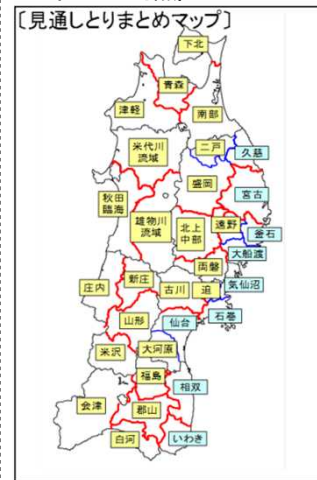 〔見通しとりまとめマップ〕
下北
青森
津軽
南部
二戸
久慈
米代川
流域
盛岡
宮古
秋田
臨海
雄物川
流域
北上
中部
遠野
釜石
大船渡
両磐
気仙沼
庄内
新庄
古川
迫
石巻
山形
仙台
米沢
大河原
福島
相双
会津
郡山
白河
いわき